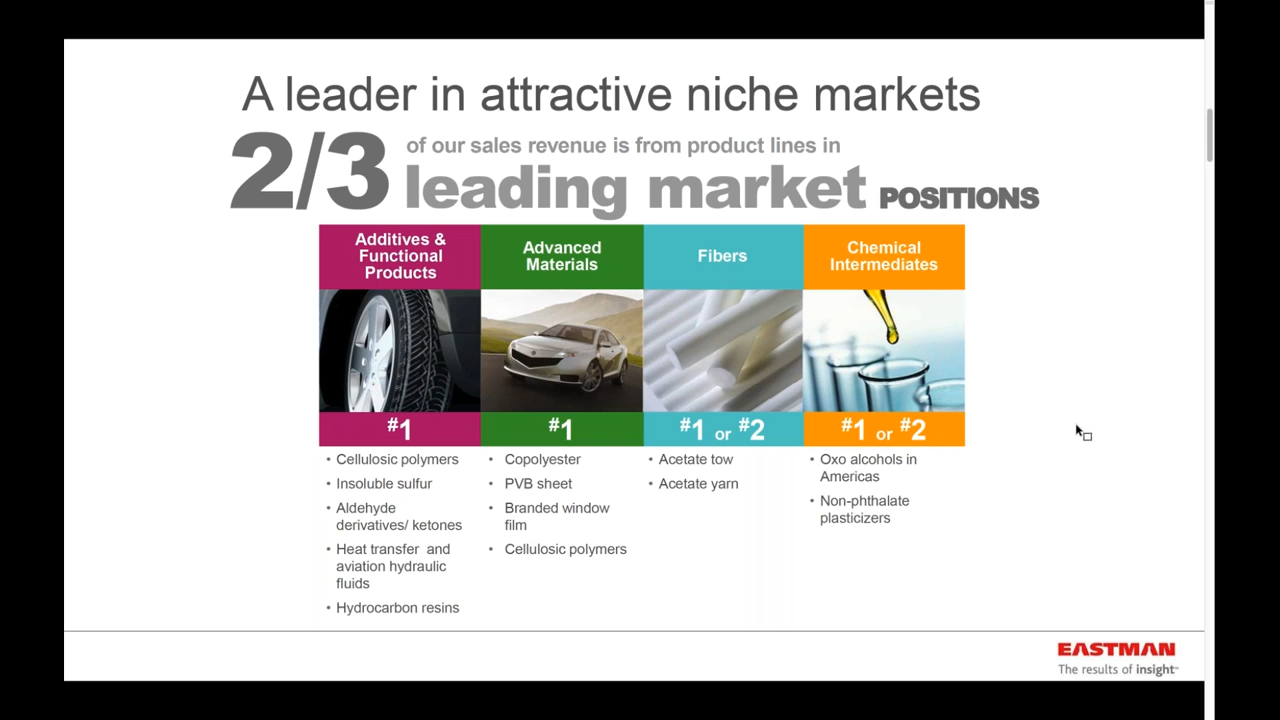 A leader in attractive niche markets
2/3 of our sales revenue is from product lines in
leading market POSITIONS
Additives &
Functional
Products
#1
• Cellulosic polymers
• Insoluble sulfur
• Aldehyde
derivatives/ ketones
• Heat transfer and
aviation hydraulic
fluids
• Hydrocarbon resins
Advanced
Materials
#1
• Copolyester
• PVB sheet
• Branded window
film
• Cellulosic polymers
Fibers
#1 or #2
• Acetate tow
• Acetate yarn
Chemical
Intermediates
#1 or #2
• Oxo alcohols in
Americas
• Non-phthalate
plasticizers
EASTMAN
The results of insight™